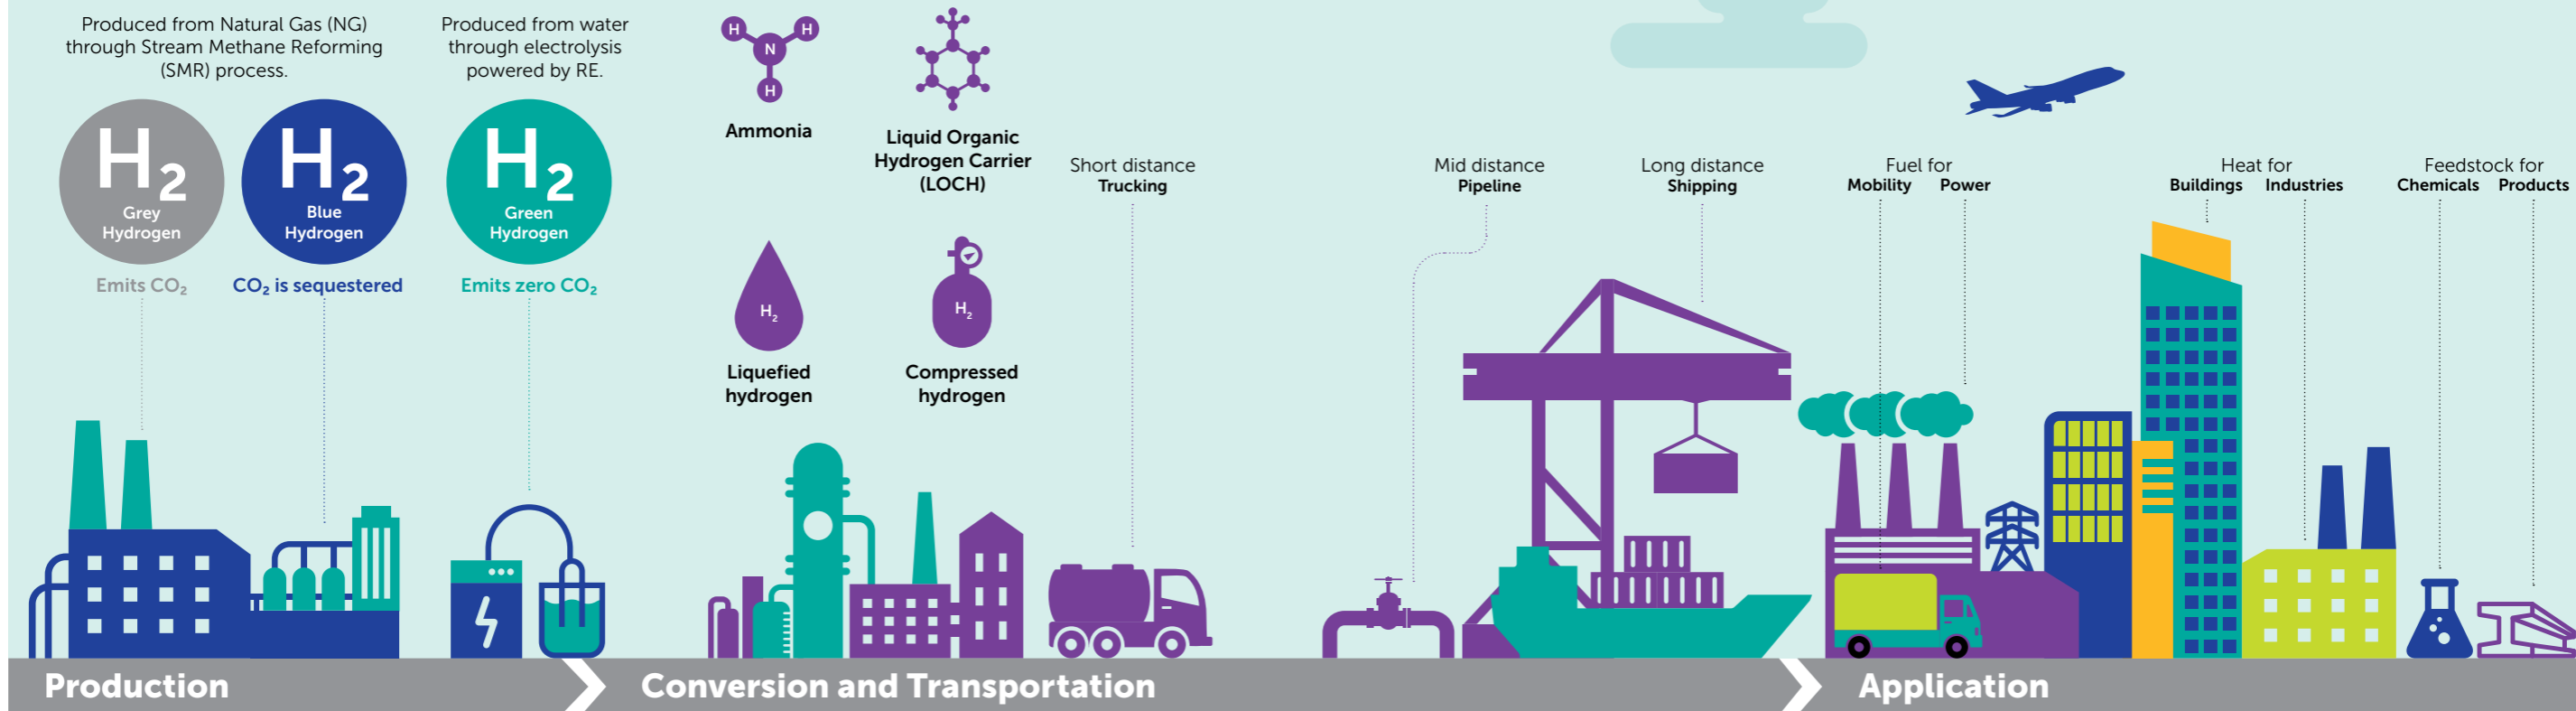 Produced from Natural Gas (NG)
through Stream Methane Reforming
(SMR) process.
Produced from water
through electrolysis
powered by RE.
H₂
Grey
Hydrogen
Emits CO₂
H₂
Blue
Hydrogen
CO₂ is sequestered
H₂
Green
Hydrogen
Emits zero CO₂
H H
N
H
Ammonia
Liquid Organic
Hydrogen Carrier
(LOCH)
H₂
Liquefied
hydrogen
H₂
Compressed
hydrogen
Short distance
Trucking
Mid distance
Pipeline
Long distance
Shipping
Fuel for
Mobility Power
Heat for
Buildings Industries
Feedstock for
Chemicals Products
Production
Conversion and Transportation
Application